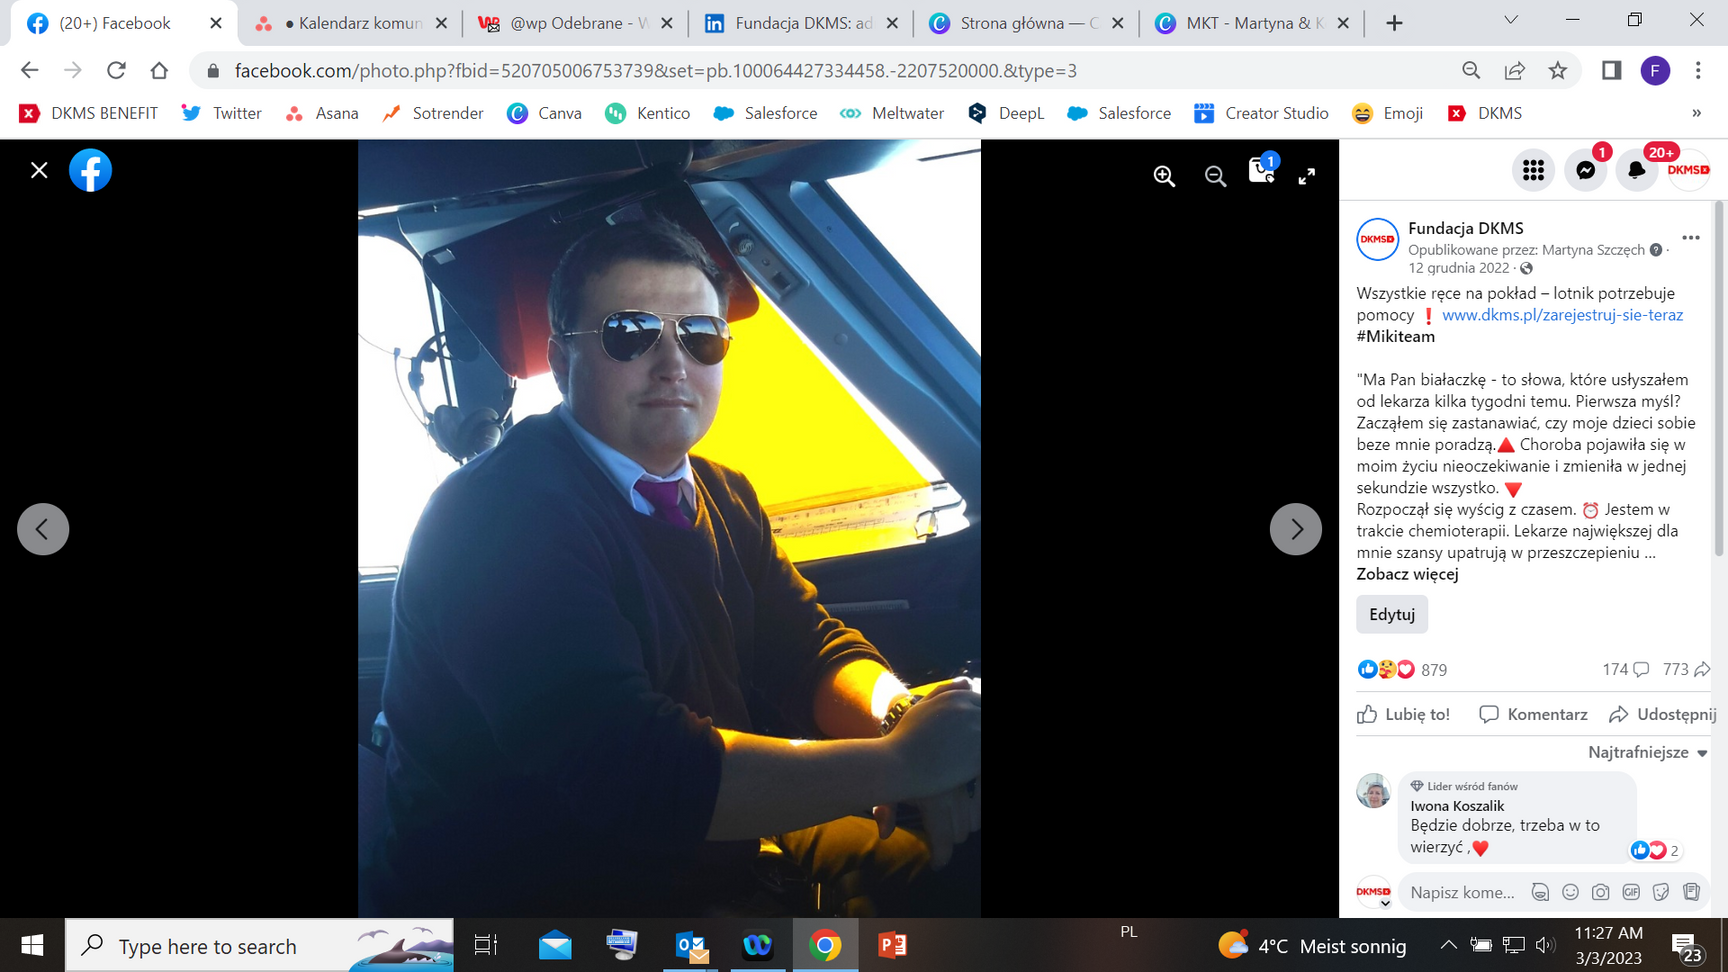 (20+) Facebook
● Kalendarz komun
@wp Odebrane - W
Fundacja DKMS: ad
Strona główna — C
MKT - Martyna & K
facebook.com/photo.php?fbid=520705006753739&set=pb.100064427334458.-2207520000.&type=3
F
DKMS BENEFIT
Twitter
Asana
Sotrender
Canva
Kentico
Salesforce
Meltwater
DeepL
Salesforce
Creator Studio
Emoji
DKMS
»
1
1
20+
DKMS
DKMS
Fundacja DKMS
Opublikowane przez: Martyna Szczęch ·
12 grudnia 2022 ·
Wszystkie ręce na pokład – lotnik potrzebuje
pomocy ❗ www.dkms.pl/zarejestruj-sie-teraz
#Mikiteam
"Ma Pan białaczkę - to słowa, które usłyszałem
od lekarza kilka tygodni temu. Pierwsza myśl?
Zacząłem się zastanawiać, czy moje dzieci sobie
beze mnie poradzą.🔺 Choroba pojawiła się w
moim życiu nieoczekiwanie i zmieniła w jednej
sekundzie wszystko. 🔻
Rozpoczął się wyścig z czasem. ⏰ Jestem w
trakcie chemioterapii. Lekarze największej dla
mnie szansy upatrują w przeszczepieniu ...
Zobacz więcej
Edytuj
879
174
773
Lubię to!
Komentarz
Udostępnij
Najtrafniejsze
Lider wśród fanów
Iwona Koszalik
Będzie dobrze, trzeba w to
wierzyć ,❤️
2
DKMS
Napisz kome...
GIF
Type here to search
PL
4°C Meist sonnig
11:27 AM
3/3/2023
23